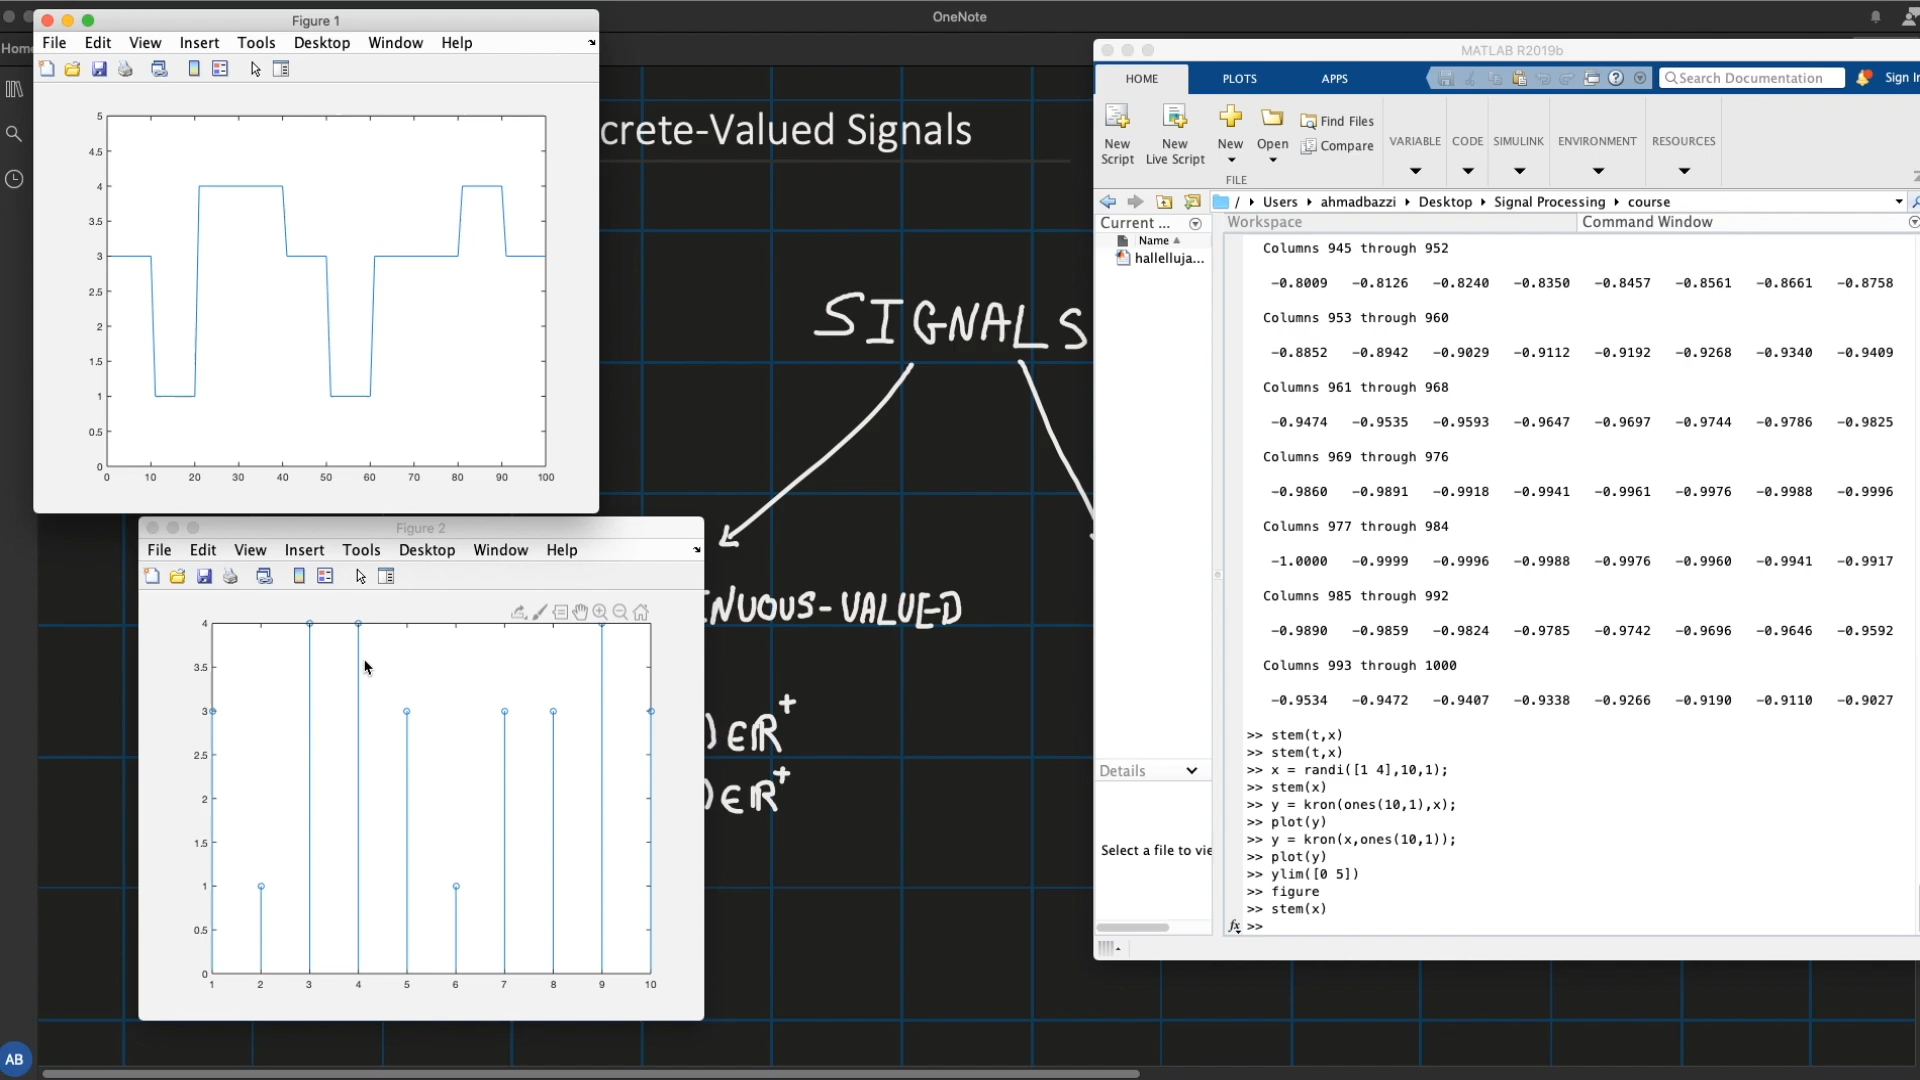 OneNote
Home
Figure 1
File Edit View Insert Tools Desktop Window Help
5
4.5
4
3.5
3
2.5
2
1.5
1
0.5
0
0 10 20 30 40 50 60 70 80 90 100
crete-Valued Signals
SIGNALS
NUOUS-VALUED
)∈ℝ+
)∈ℝ+
Figure 2
File Edit View Insert Tools Desktop Window Help
4
3.5
3
2.5
2
1.5
1
0.5
0
1 2 3 4 5 6 7 8 9 10
AB
MATLAB R2019b
HOME PLOTS APPS
Search Documentation
Sign In
New Script
New Live Script
New
Open
Find Files
Compare
FILE
VARIABLE CODE SIMULINK ENVIRONMENT RESOURCES
/ Users ahmadbazzi Desktop Signal Processing course
Current ...
Name
hallelluja...
Details
Select a file to vie
Workspace
Command Window
Columns 945 through 952
-0.8009 -0.8126 -0.8240 -0.8350 -0.8457 -0.8561 -0.8661 -0.8758
Columns 953 through 960
-0.8852 -0.8942 -0.9029 -0.9112 -0.9192 -0.9268 -0.9340 -0.9409
Columns 961 through 968
-0.9474 -0.9535 -0.9593 -0.9647 -0.9697 -0.9744 -0.9786 -0.9825
Columns 969 through 976
-0.9860 -0.9891 -0.9918 -0.9941 -0.9961 -0.9976 -0.9988 -0.9996
Columns 977 through 984
-1.0000 -0.9999 -0.9996 -0.9988 -0.9976 -0.9960 -0.9941 -0.9917
Columns 985 through 992
-0.9890 -0.9859 -0.9824 -0.9785 -0.9742 -0.9696 -0.9646 -0.9592
Columns 993 through 1000
-0.9534 -0.9472 -0.9407 -0.9338 -0.9266 -0.9190 -0.9110 -0.9027
>> stem(t,x)
>> stem(t,x)
>> x = randi([1 4],10,1);
>> stem(x)
>> y = kron(ones(10,1),x);
>> plot(y)
>> y = kron(x,ones(10,1));
>> plot(y)
>> ylim([0 5])
>> figure
>> stem(x)
fx >>